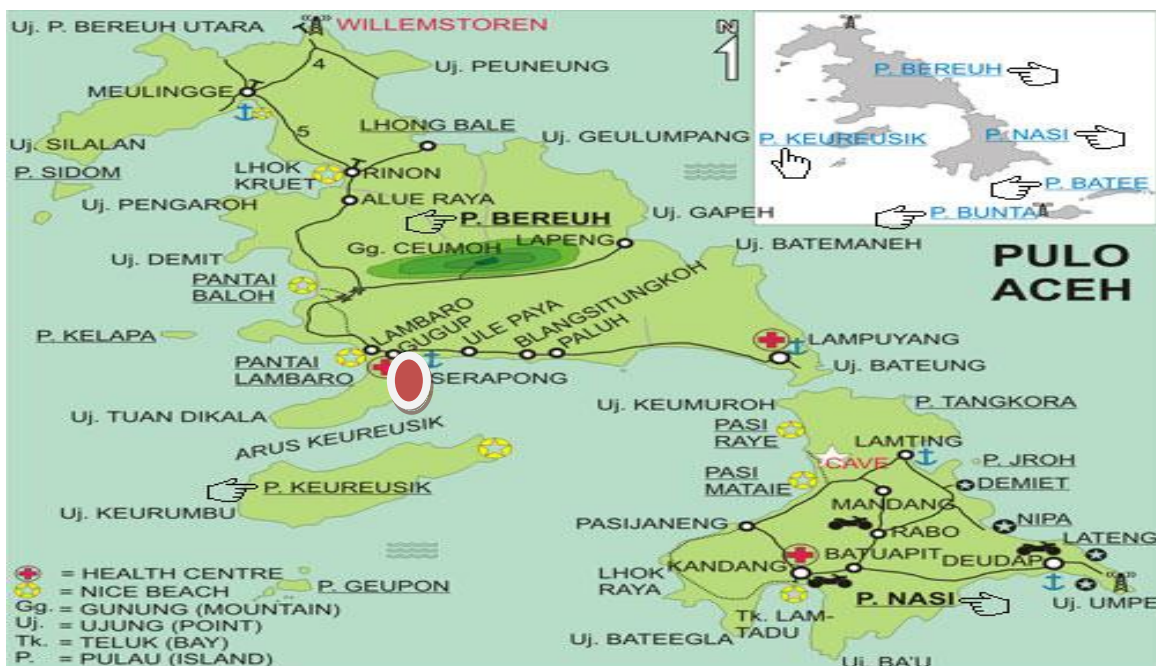 Uj. P. BEREUH UTARA
WILLEMSTOREN
4
Uj. PEUNEUNG
MEULINGGE
5
LHONG BALE
Uj. GEULUMPANG
Uj. SILALAN
P. SIDOM
LHOK
KRUET
RINON
Uj. PENGAROH
ALUE RAYA
P. BEREUH
Uj. GAPEH
Gg. CEUMOH
LAPENG
Uj. DEMIT
Uj. BATEMANEH
PANTAI
BALOH
P. KELAPA
LAMBARO
GUGUP
ULE PAYA
BLANGSITUNGKOH
PALUH
LAMPUYANG
PANTAI
LAMBARO
SERAPONG
Uj. BATEUNG
Uj. TUAN DIKALA
ARUS KEUREUSIK
P. KEUREUSIK
Uj. KEURUMBU
P. GEUPON
N
P. BEREUH
P. KEUREUSIK
P. NASI
P. BATEE
P. BUNTA
PULO
ACEH
Uj. KEUMUROH
P. TANGKORA
PASI
RAYE
LAMTING
CAVE
P. JROH
PASI
MATAIE
DEMIET
MANDANG
PASIJANENG
RABO
NIPA
LATENG
BATUAPIT
DEUDAP
KANDANG
LHOK
RAYA
P. NASI
Uj. UMPE
Tk. LAM-
TADU
Uj. BATEEGLA
Uj. BA'U
= HEALTH CENTRE
= NICE BEACH
Gg. = GUNUNG (MOUNTAIN)
Uj. = UJUNG (POINT)
Tk. = TELUK (BAY)
P. = PULAU (ISLAND)